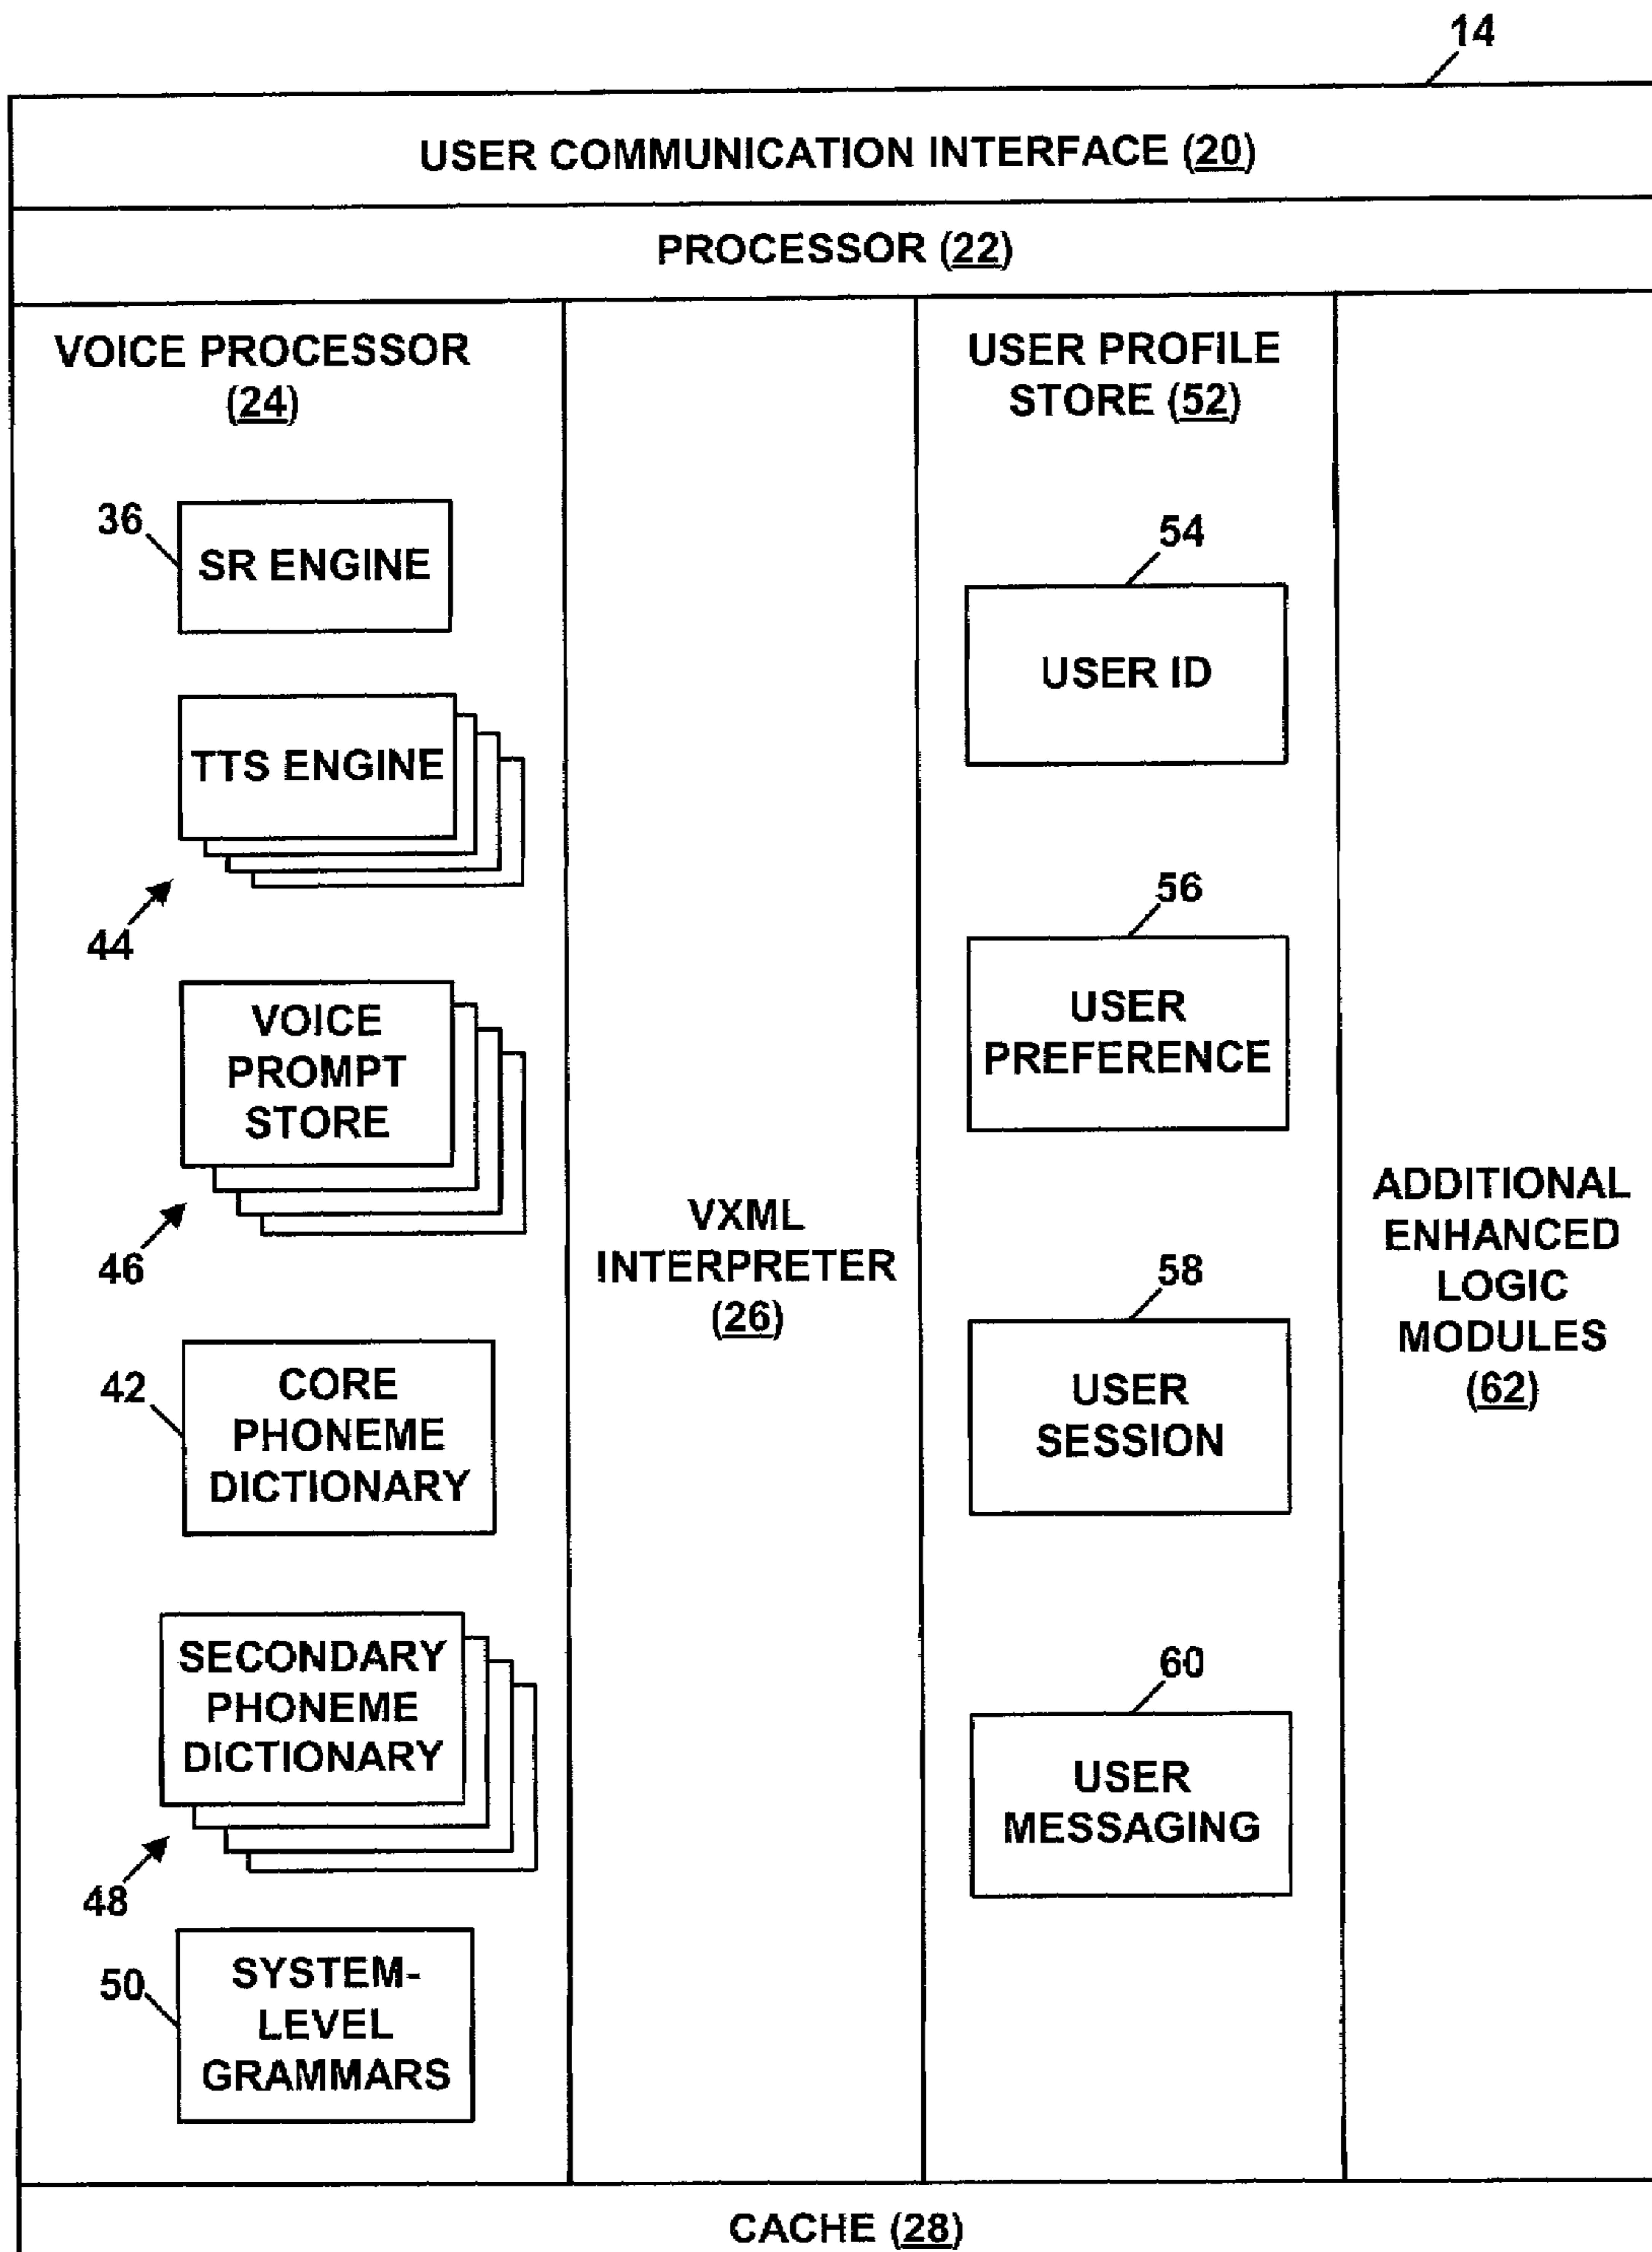 14
USER COMMUNICATION INTERFACE (20)
PROCESSOR (22)
VOICE PROCESSOR
(24)
36
SR ENGINE
TTS ENGINE
44
VOICE
PROMPT
STORE
46
42
CORE
PHONEME
DICTIONARY
SECONDARY
PHONEME
DICTIONARY
48
50
SYSTEM-
LEVEL
GRAMMARS
VXML
INTERPRETER
(26)
USER PROFILE
STORE (52)
54
USER ID
56
USER
PREFERENCE
58
USER
SESSION
60
USER
MESSAGING
ADDITIONAL
ENHANCED
LOGIC
MODULES
(62)
CACHE (28)